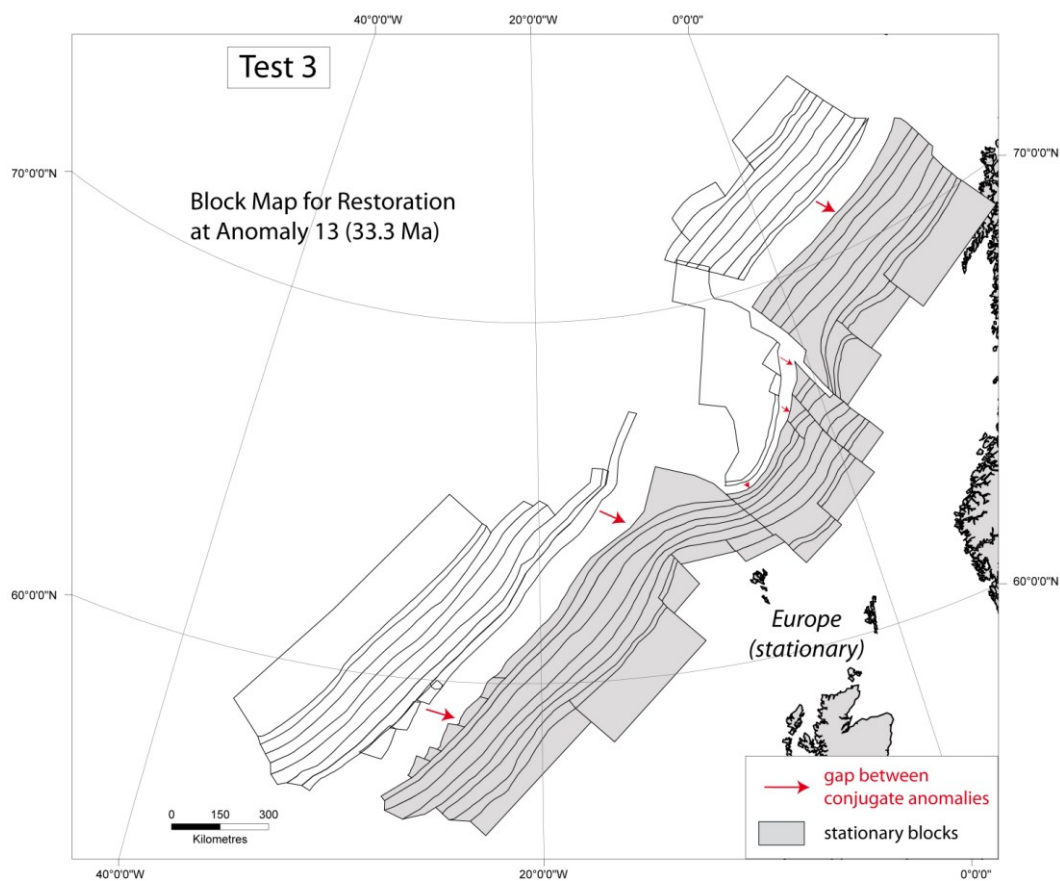 40°0'0"W
20°0'0"W
0°0'0"
Test 3
70°0'0"N
70°0'0"N
Block Map for Restoration
at Anomaly 13 (33.3 Ma)
60°0'0"N
60°0'0"N
Europe
(stationary)
gap between
conjugate anomalies
stationary blocks
0 150 300
Kilometres
40°0'0"W
20°0'0"W
0°0'0"